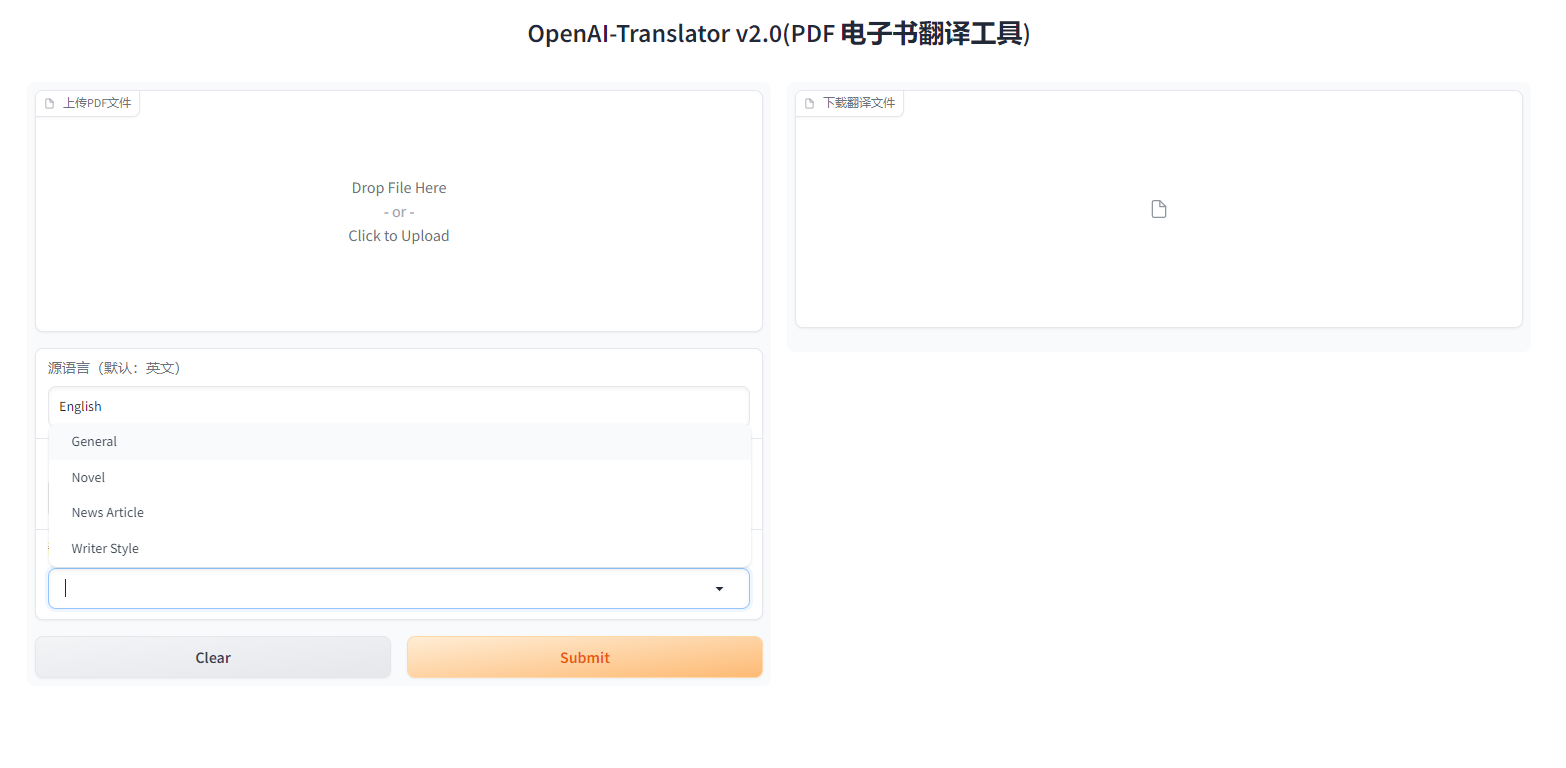 OpenAI-Translator v2.0(PDF 电子书翻译工具)
上传PDF文件
Drop File Here
- or -
Click to Upload
源语言（默认：英文）
English
General
Novel
News Article
Writer Style
Clear
Submit
下载翻译文件